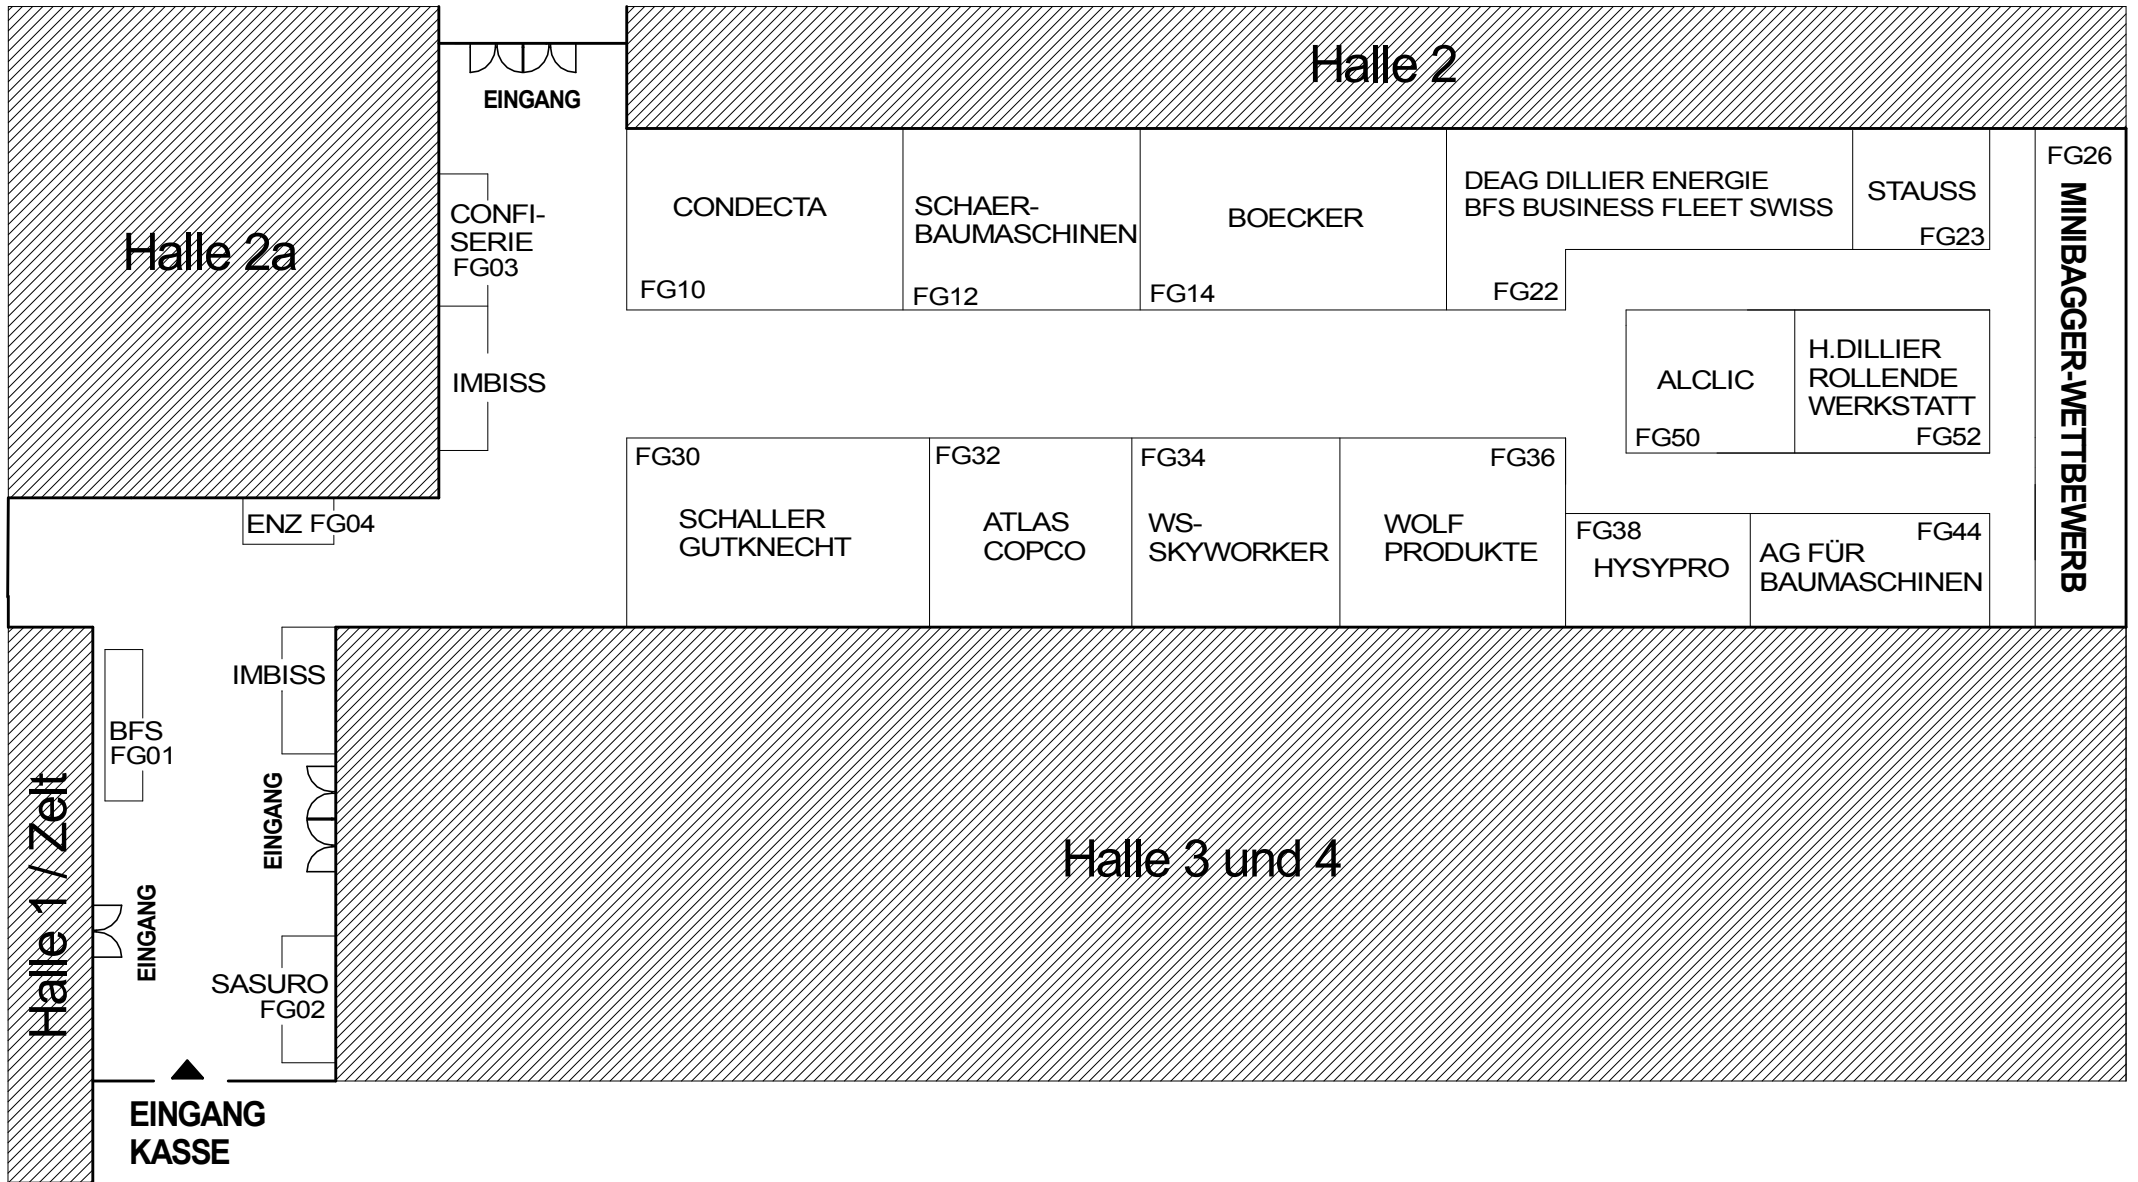 Halle 2
EINGANG
Halle 2a
CONFI-
SERIE
FG03
IMBISS
CONDECTA
FG10
SCHAER-
BAUMASCHINEN
FG12
BOECKER
FG14
DEAG DILLIER ENERGIE
BFS BUSINESS FLEET SWISS
FG22
STAUSS
FG23
FG26
MINIBAGGER-WETTBEWERB
ALCLIC
FG50
H.DILLIER
ROLLENDE
WERKSTATT
FG52
FG30
SCHALLER
GUTKNECHT
FG32
ATLAS
COPCO
FG34
WS-
SKYWORKER
FG36
WOLF
PRODUKTE
FG38
HYSYPRO
FG44
AG FÜR
BAUMASCHINEN
ENZ FG04
IMBISS
BFS
FG01
EINGANG
Halle 1 / Zelt
EINGANG
SASURO
FG02
Halle 3 und 4
EINGANG
KASSE